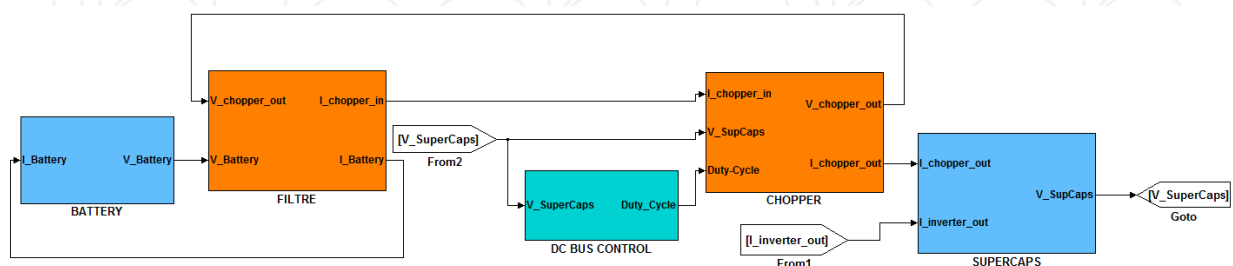 I_Battery
V_Battery
BATTERY
V_chopper_out
I_chopper_in
V_Battery
I_Battery
FILTRE
[V_SuperCaps]
From2
V_SuperCaps
Duty_Cycle
DC BUS CONTROL
I_chopper_in
V_chopper_out
V_SupCaps
Duty-Cycle
I_chopper_out
CHOPPER
[I_inverter_out]
From1
I_chopper_out
V_SupCaps
I_inverter_out
SUPERCAPS
[V_SuperCaps]
Goto